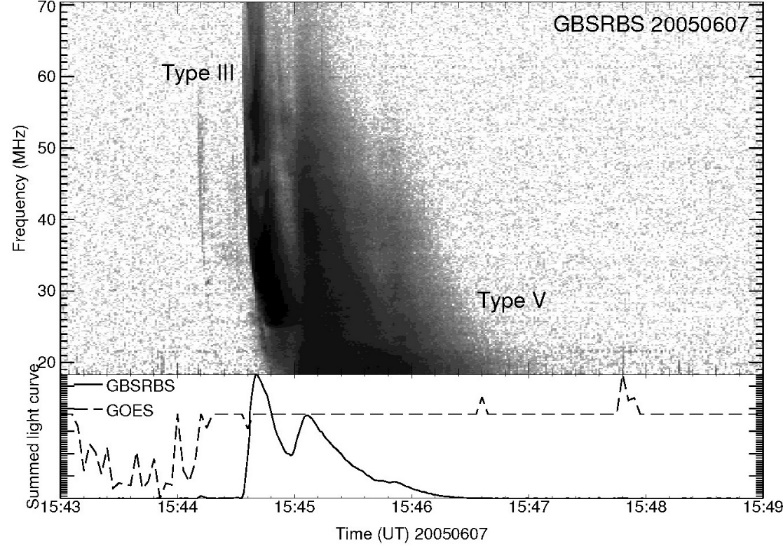 70
GBSRBS 20050607
Type III
60
50
Frequency (MHz)
40
30
Type V
20
GBSRBS
GOES
Summed light curve
15:43 15:44 15:45 15:46 15:47 15:48 15:49
Time (UT) 20050607